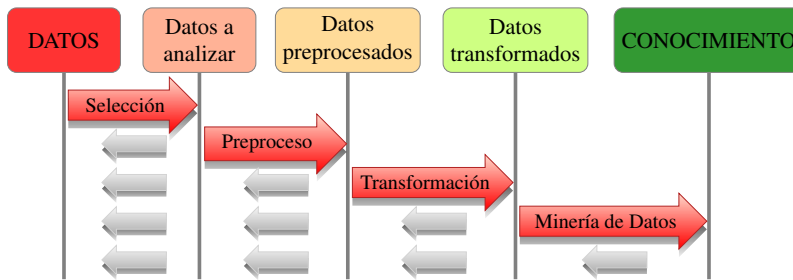 DATOS
Datos a
analizar
Datos
preprocesados
Datos
transformados
CONOCIMIENTO
Selección
Preproceso
Transformación
Minería de Datos